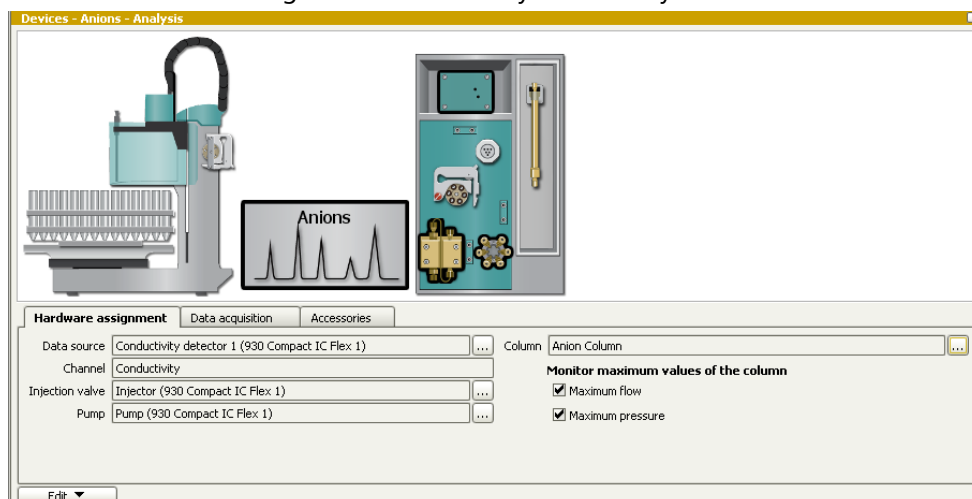 Devices - Anions - Analysis
Anions
Hardware assignment Data acquisition Accessories
Data source Conductivity detector 1 (930 Compact IC Flex 1) ... Column Anion Column ...
Channel Conductivity Monitor maximum values of the column
Injection valve Injector (930 Compact IC Flex 1) ... Maximum flow
Pump Pump (930 Compact IC Flex 1) ... Maximum pressure
Edit